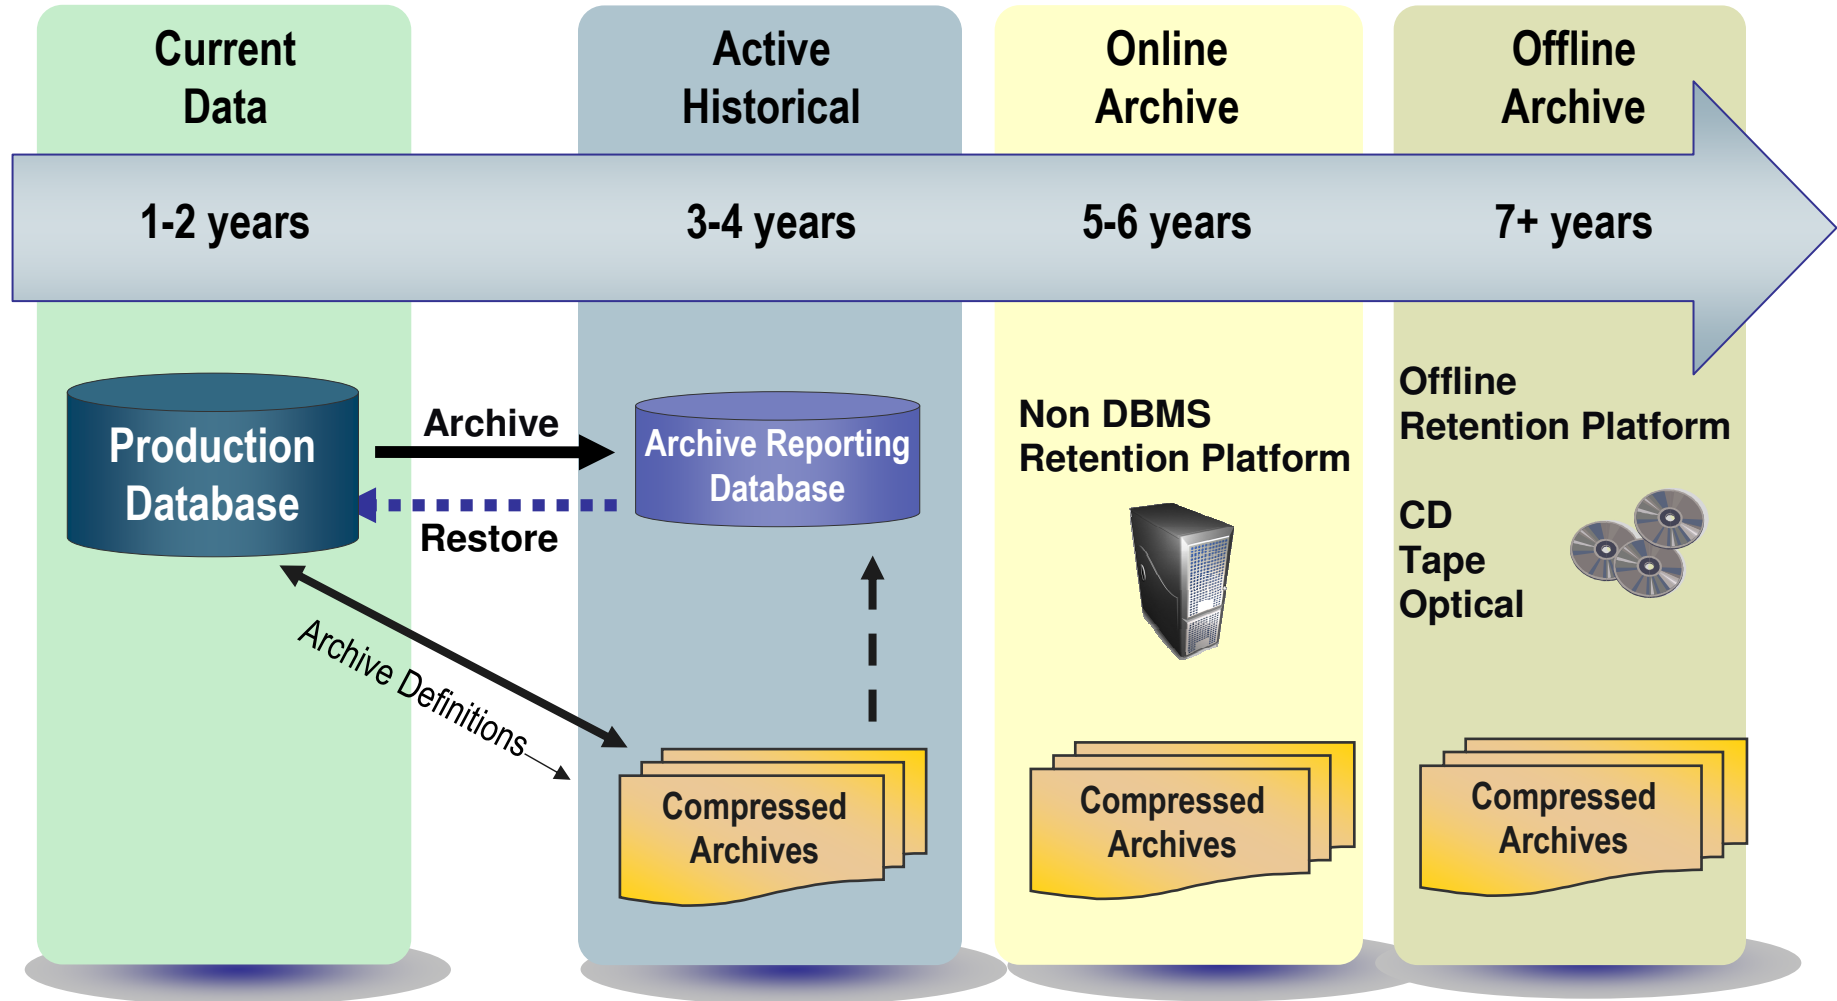 Current
Data
Active
Historical
Online
Archive
Offline
Archive
1-2 years
3-4 years
5-6 years
7+ years
Production
Database
Archive
Restore
Archive Reporting
Database
Archive Definitions
Compressed
Archives
Non DBMS
Retention Platform
Compressed
Archives
Offline
Retention Platform
CD
Tape
Optical
Compressed
Archives